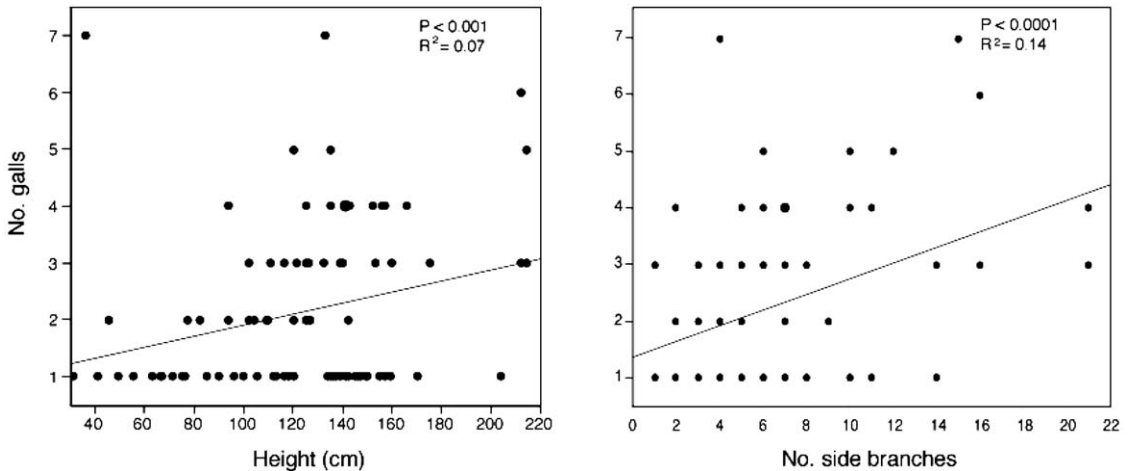 P < 0.001
R² = 0.07
7
6
5
4
3
2
1
No. galls
40 60 80 100 120 140 160 180 200 220
Height (cm)
P < 0.0001
R² = 0.14
7
6
5
4
3
2
1
0 2 4 6 8 10 12 14 16 18 20 22
No. side branches